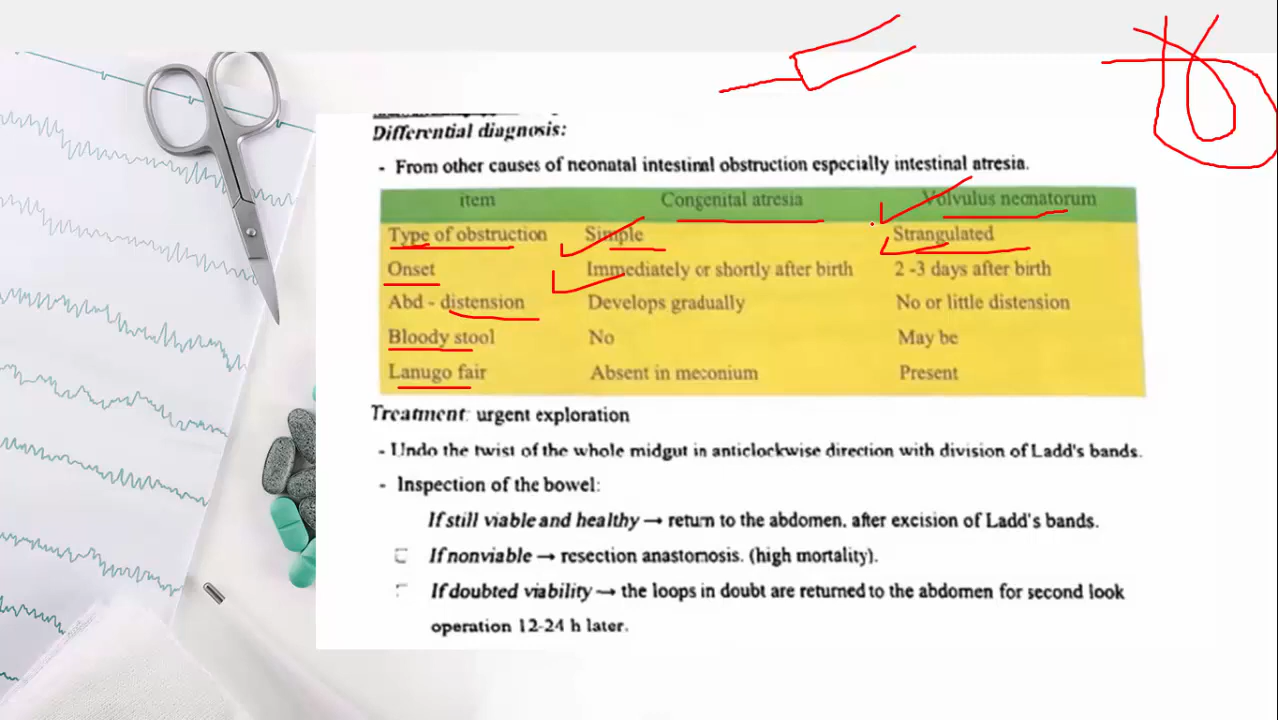 Differential diagnosis:
- From other causes of neonatal intestinal obstruction especially intestinal atresia.
item Congenital atresia Volvulus neonatorum
Type of obstruction Simple Strangulated
Onset Immediately or shortly after birth 2 -3 days after birth
Abd - distension Develops gradually No or little distension
Bloody stool No May be
Lanugo fair Absent in meconium Present
Treatment: urgent exploration
- Undo the twist of the whole midgut in anticlockwise direction with division of Ladd's bands.
- Inspection of the bowel:
If still viable and healthy → return to the abdomen, after excision of Ladd's bands.
If nonviable → resection anastomosis. (high mortality).
If doubted viability → the loops in doubt are returned to the abdomen for second look
operation 12-24 h later.